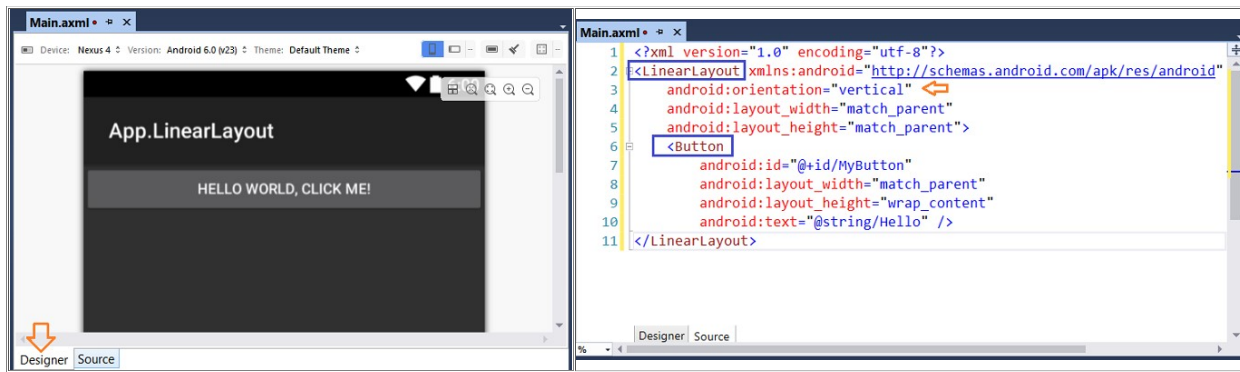 Main.axml
Device: Nexus 4 Version: Android 6.0 (v23) Theme: Default Theme
App.LinearLayout
HELLO WORLD, CLICK ME!
Designer Source
Main.axml
1 <?xml version="1.0" encoding="utf-8"?>
2 <LinearLayout xmlns:android="http://schemas.android.com/apk/res/android"
3 android:orientation="vertical"
4 android:layout_width="match_parent"
5 android:layout_height="match_parent">
6 <Button
7 android:id="@+id/MyButton"
8 android:layout_width="match_parent"
9 android:layout_height="wrap_content"
10 android:text="@string/Hello" />
11 </LinearLayout>
Designer Source
%